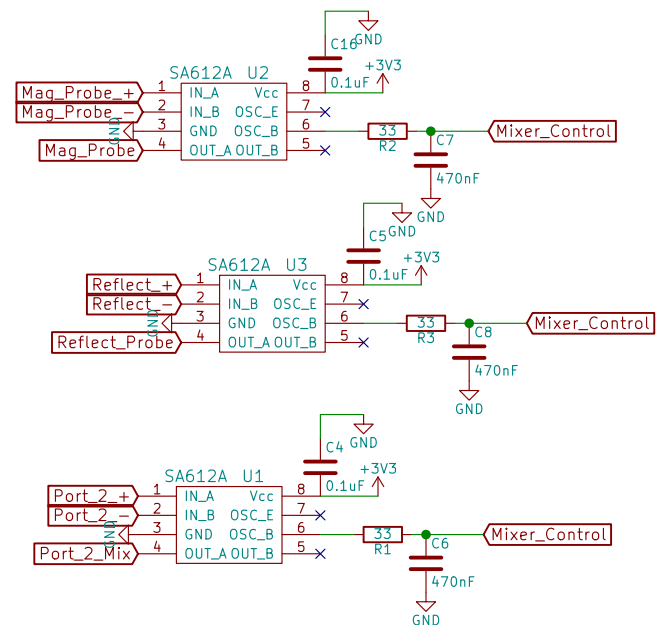 C16
GND
+3V3
0.1uF
SA612A U2
Mag_Probe_+ 1 IN_A Vcc 8
Mag_Probe_- 2 IN_B OSC_E 7
GND 3 GND OSC_B 6 33 R2 Mixer_Control
Mag_Probe 4 OUT_A OUT_B 5
C7
470nF
GND
C5
GND
+3V3
0.1uF
SA612A U3
Reflect_+ 1 IN_A Vcc 8
Reflect_- 2 IN_B OSC_E 7
GND 3 GND OSC_B 6 33 R3 Mixer_Control
Reflect_Probe 4 OUT_A OUT_B 5
C8
470nF
GND
C4
GND
+3V3
0.1uF
SA612A U1
Port_2_+ 1 IN_A Vcc 8
Port_2_- 2 IN_B OSC_E 7
GND 3 GND OSC_B 6 33 R1 Mixer_Control
Port_2_Mix 4 OUT_A OUT_B 5
C6
470nF
GND